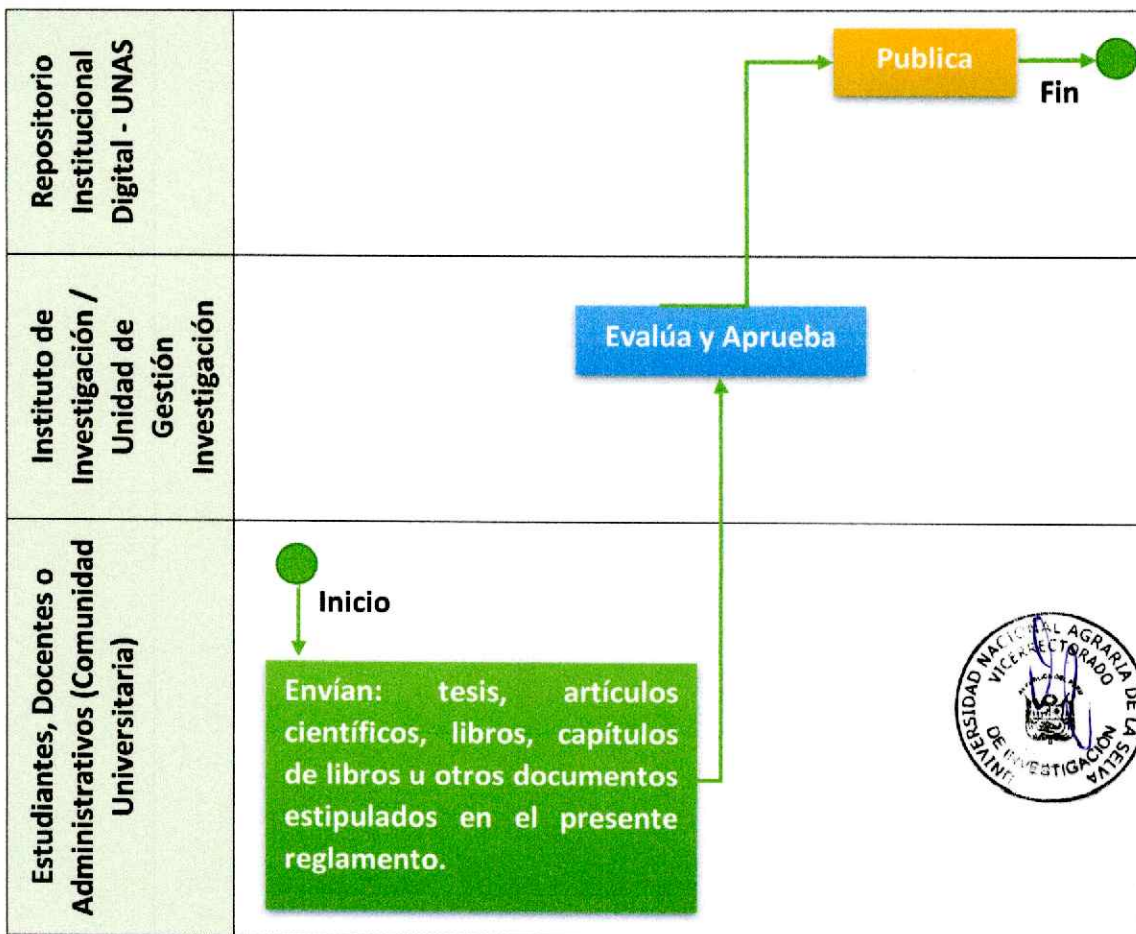 Repositorio
Institucional
Digital - UNAS
Publica
Fin
Instituto de
Investigación /
Unidad de
Gestión
Investigación
Evalúa y Aprueba
Estudiantes, Docentes o
Administrativos (Comunidad
Universitaria)
Inicio
Envían: tesis, artículos
científicos, libros, capítulos
de libros u otros documentos
estipulados en el presente
reglamento.
UNIVERSIDAD NACIONAL AGRARIA DE LA SELVA
VICERRECTORADO
DE INVESTIGACIÓN